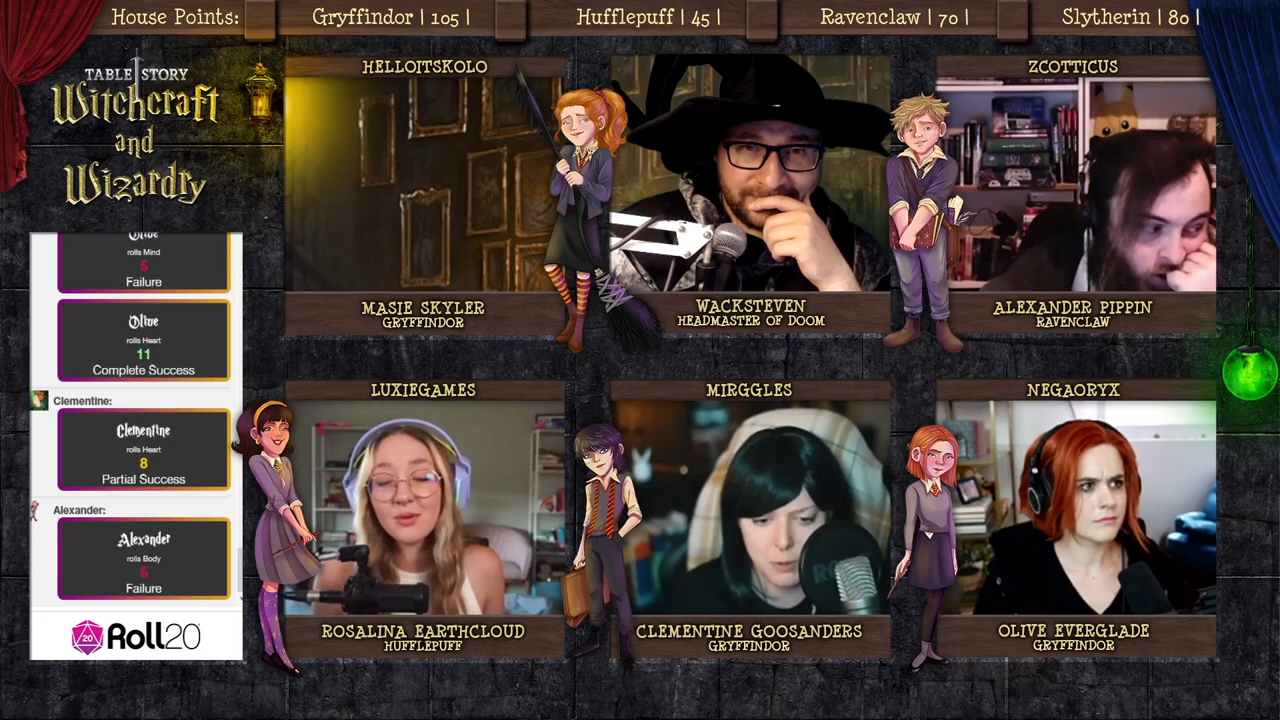 House Points:
Gryffindor | 105 |
Hufflepuff | 45 |
Ravenclaw | 70 |
Slytherin | 80 |
TABLE STORY
Witchcraft
and
Wizardry
HELLOITSKOLO
ZCOTTICUS
MASIE SKYLER
GRYFFINDOR
WACKSTEVEN
HEADMASTER OF DOOM
ALEXANDER PIPPIN
RAVENCLAW
LUXIEGAMES
MIRGGLES
NEGAORYX
ROSALINA EARTHCLOUD
HUFFLEPUFF
CLEMENTINE GOOSANDERS
GRYFFINDOR
OLIVE EVERGLADE
GRYFFINDOR
Olive
rolls Mind
5
Failure
Olive
rolls Heart
11
Complete Success
Clementine:
Clementine
rolls Heart
8
Partial Success
Alexander:
Alexander
rolls Body
5
Failure
20
Roll20